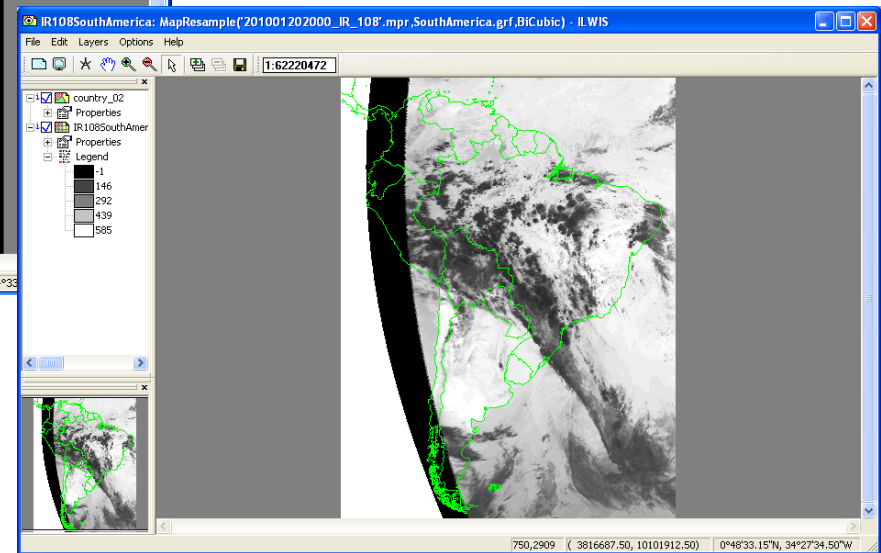 IR108SouthAmerica: MapResample('201001202000_IR_108'.mpr,SouthAmerica.grf,BiCubic) - ILWIS
File Edit Layers Options Help
1:62220472
country_02
Properties
IR108SouthAmer
Properties
Legend
-1
146
292
439
585
750,2909 ( 3816687.50, 10101912.50) 0°48'33.15"N, 34°27'34.50"W